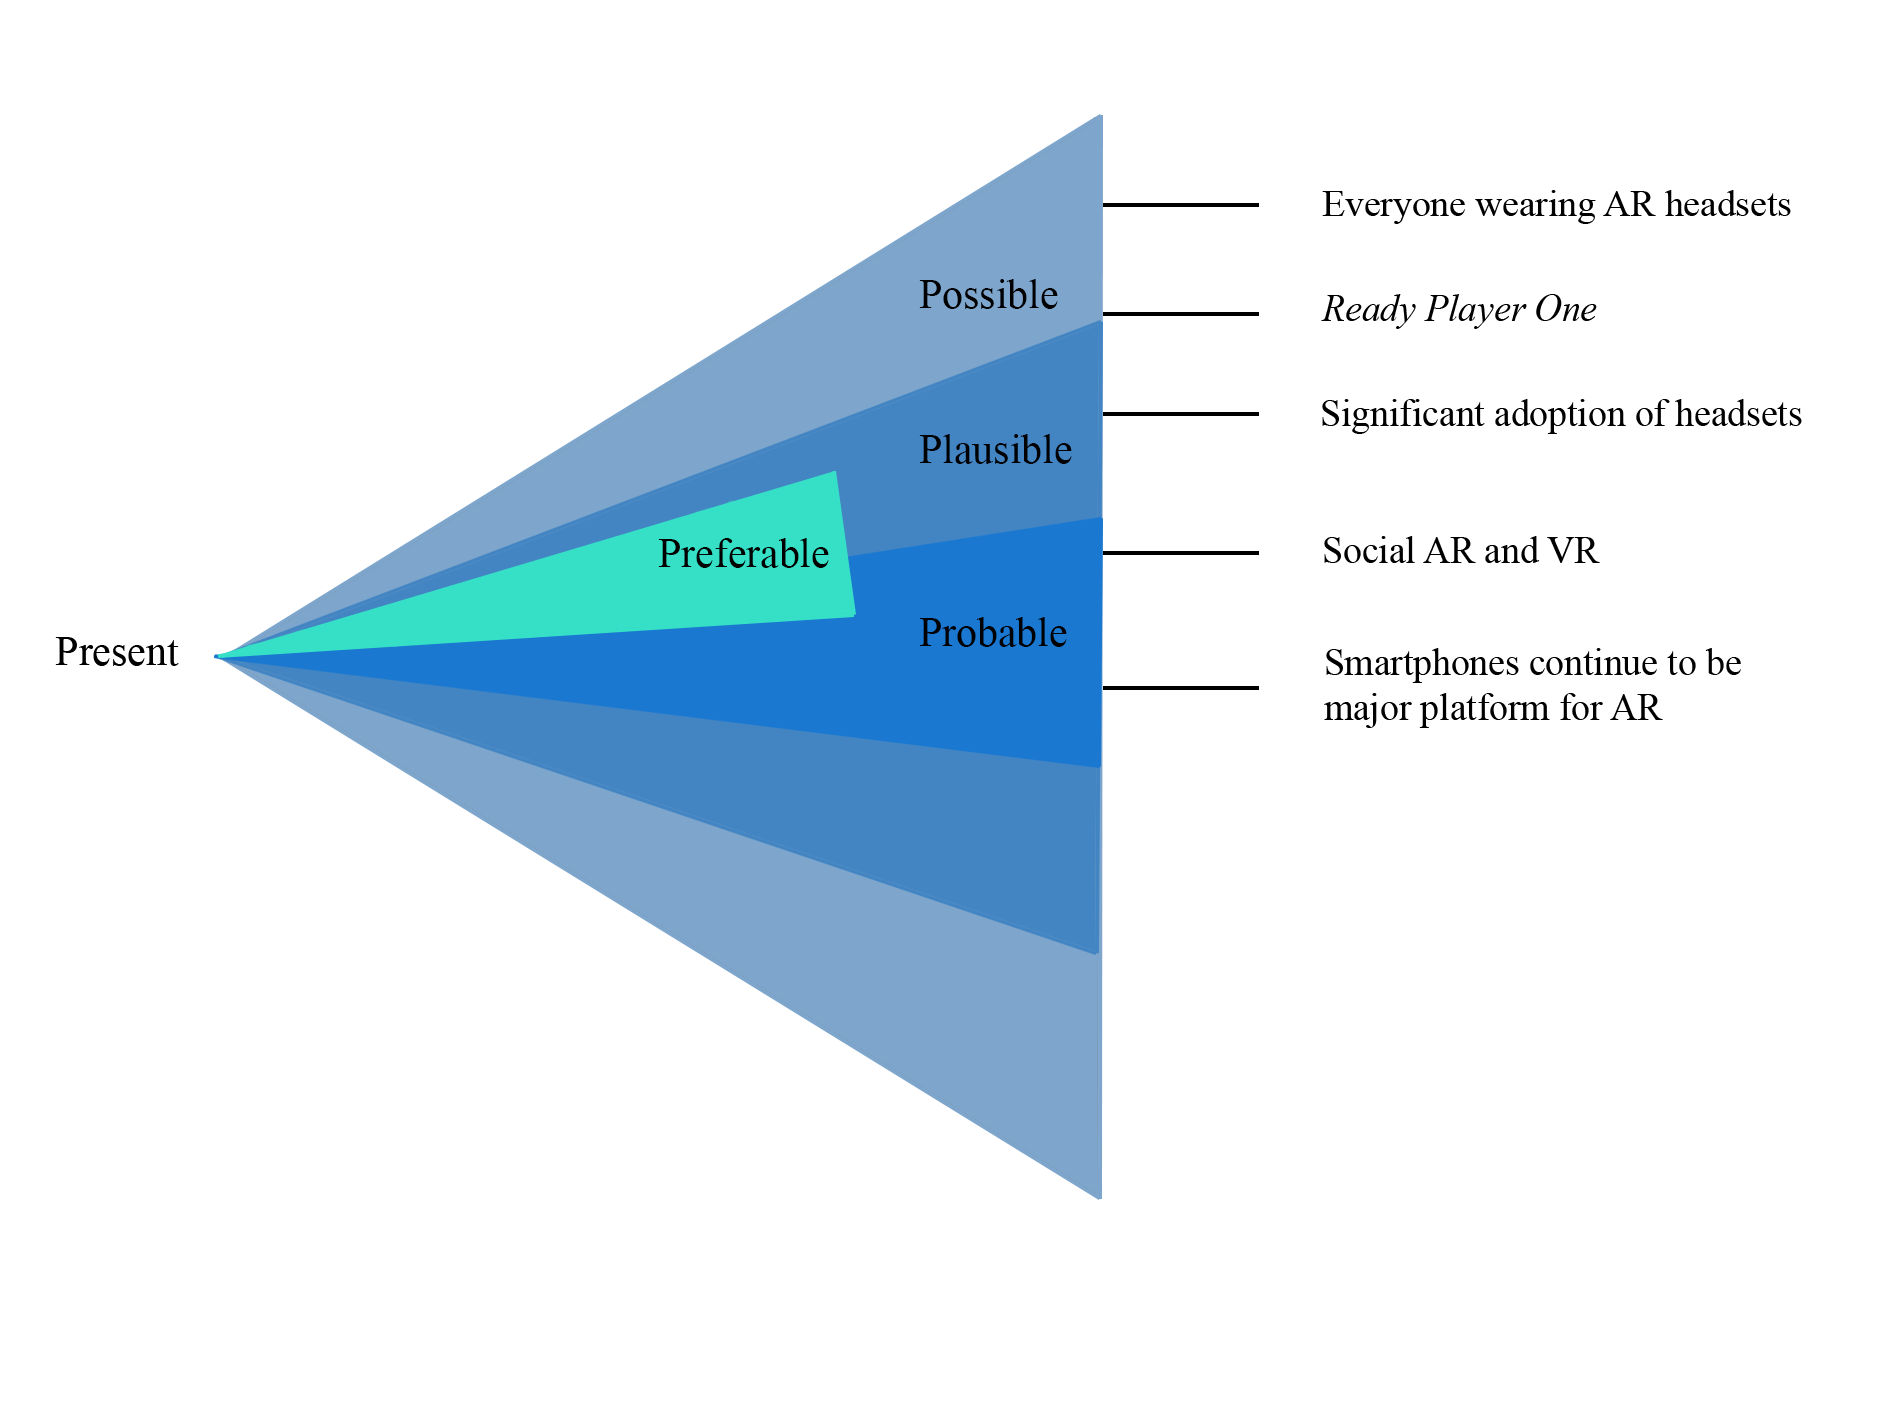 Everyone wearing AR headsets
Possible
Ready Player One
Significant adoption of headsets
Plausible
Preferable
Social AR and VR
Probable
Present
Smartphones continue to be
major platform for AR